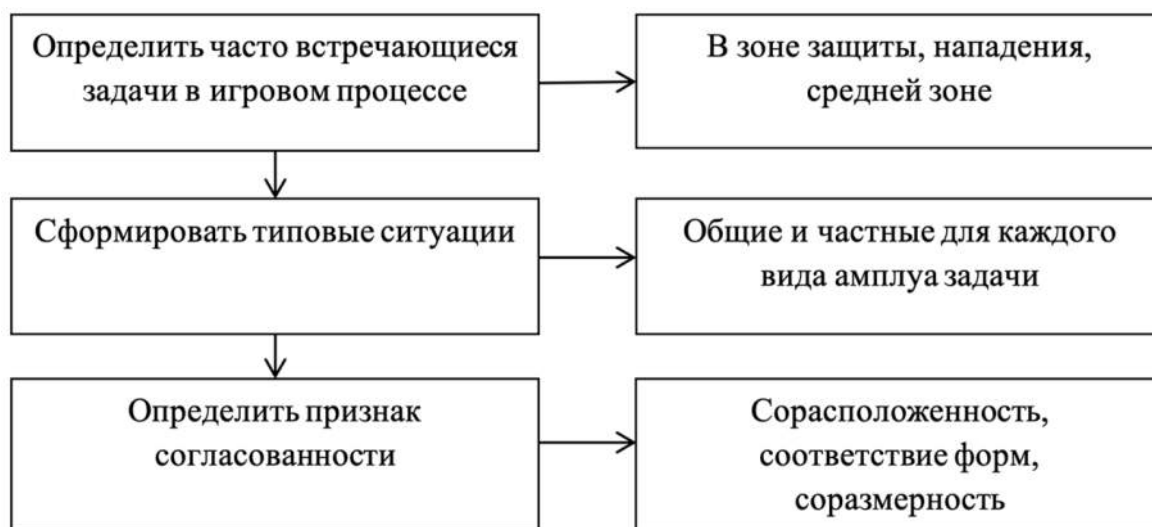 Определить часто встречающиеся
задачи в игровом процессе
В зоне защиты, нападения,
средней зоне
Сформировать типовые ситуации
Общие и частные для каждого
вида амплуа задачи
Определить признак
согласованности
Сорасположенность,
соответствие форм,
соразмерность